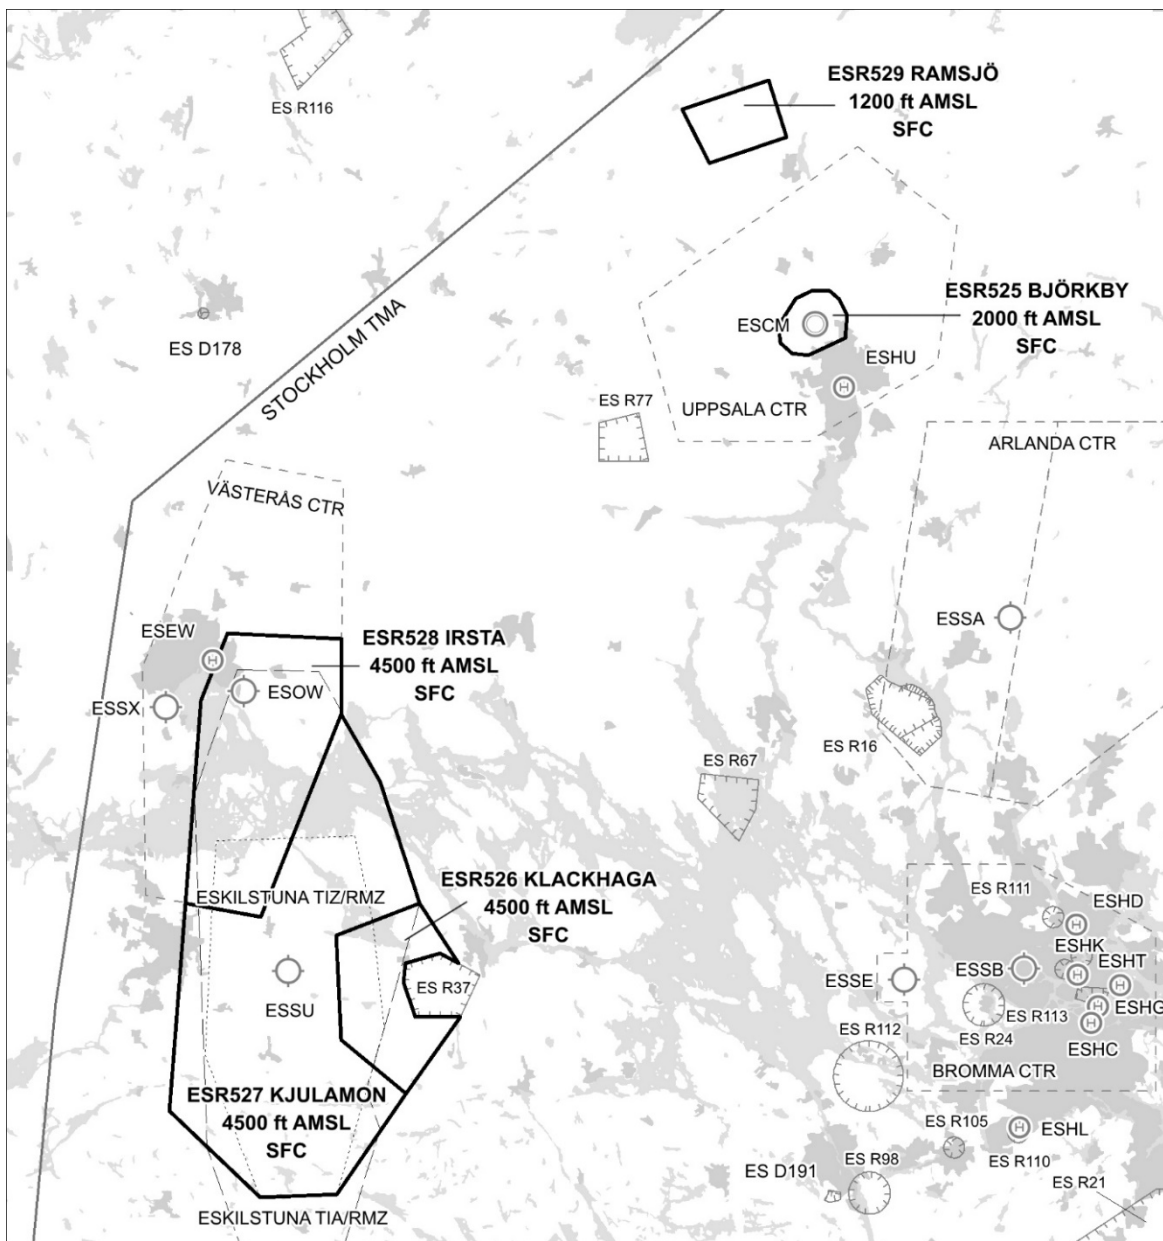 ESR529 RAMSJÖ
1200 ft AMSL
SFC
ES R116
ESR525 BJÖRKBY
2000 ft AMSL
SFC
ESCM
ES D178
STOCKHOLM TMA
ESHU
ES R77
UPPSALA CTR
ARLANDA CTR
VÄSTERÅS CTR
ESSA
ESEW
ESR528 IRSTA
4500 ft AMSL
SFC
ESOW
ESSX
ES R16
ES R67
ESR526 KLACKHAGA
4500 ft AMSL
SFC
ESKILSTUNA TIZ/RMZ
ES R111
ESHD
ESHK
ESHT
ESSB
ESSE
ES R37
ESSU
ESHG
ES R113
ES R24
ESHC
ES R112
BROMMA CTR
ESR527 KJULAMON
4500 ft AMSL
SFC
ES R105
ESHL
ES R110
ES D191
ES R98
ES R21
ESKILSTUNA TIA/RMZ